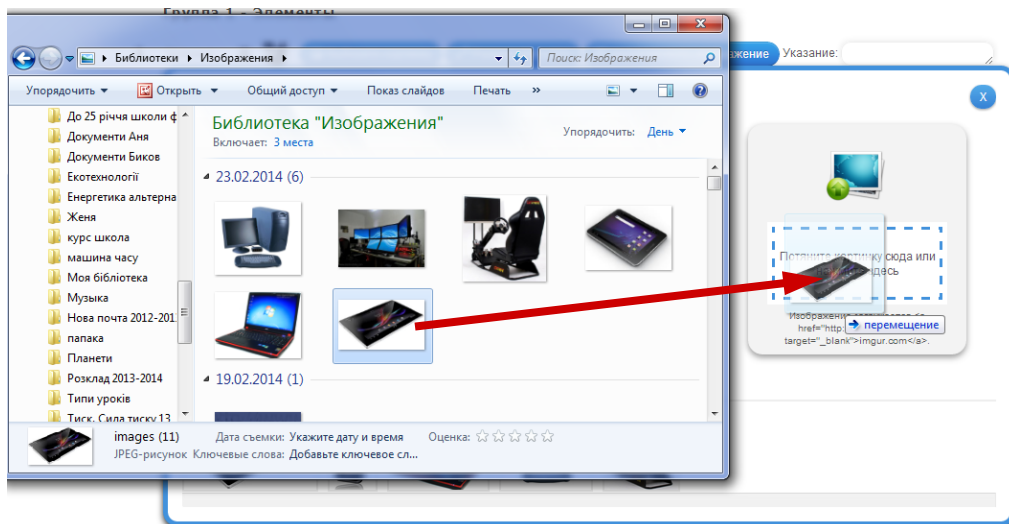 Группа 1 - Элементы
Библиотеки
Изображения
Поиск: Изображения
жение
Указание:
Упорядочить
Открыть
Общий доступ
Показ слайдов
Печать
»
X
До 25 річчя школи ф
Документи Аня
Документи Биков
Екотехнології
Енергетика альтерна
Женя
курс школа
машина часу
Моя бібліотека
Музыка
Нова почта 2012-201
папака
Планети
Розклад 2013-2014
Типи уроків
Тиск. Сила тиску 13
Библиотека "Изображения"
Включает: 3 места
Упорядочить: День
23.02.2014 (6)
19.02.2014 (1)
Потяните картинку сюда или
здесь
Изображения
href="http:
перемещение
target="_blank">imgur.com</a>.
images (11)
Дата съемки: Укажите дату и время
Оценка:
JPEG-рисунок
Ключевые слова: Добавьте ключевое сл...